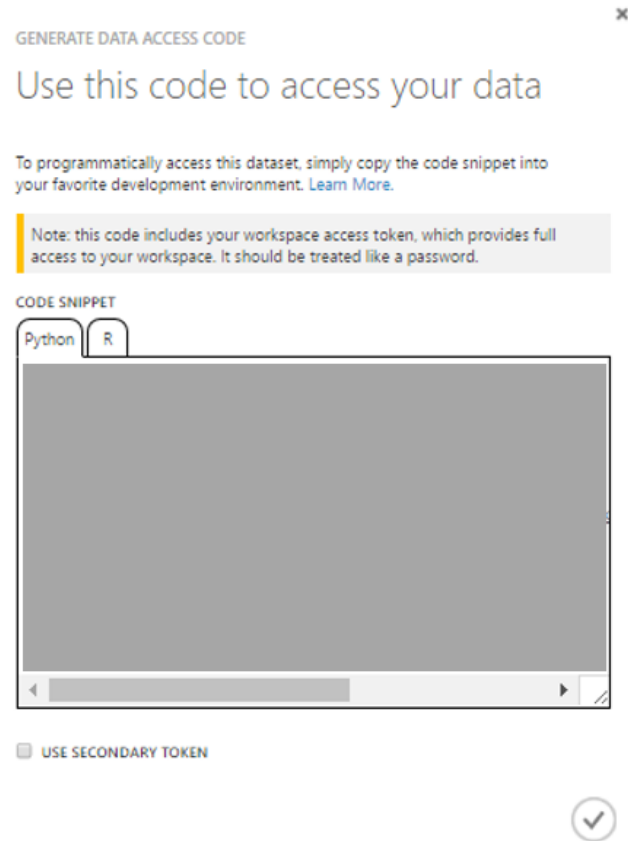 GENERATE DATA ACCESS CODE
Use this code to access your data
To programmatically access this dataset, simply copy the code snippet into
your favorite development environment. Learn More.
Note: this code includes your workspace access token, which provides full
access to your workspace. It should be treated like a password.
CODE SNIPPET
Python R
USE SECONDARY TOKEN